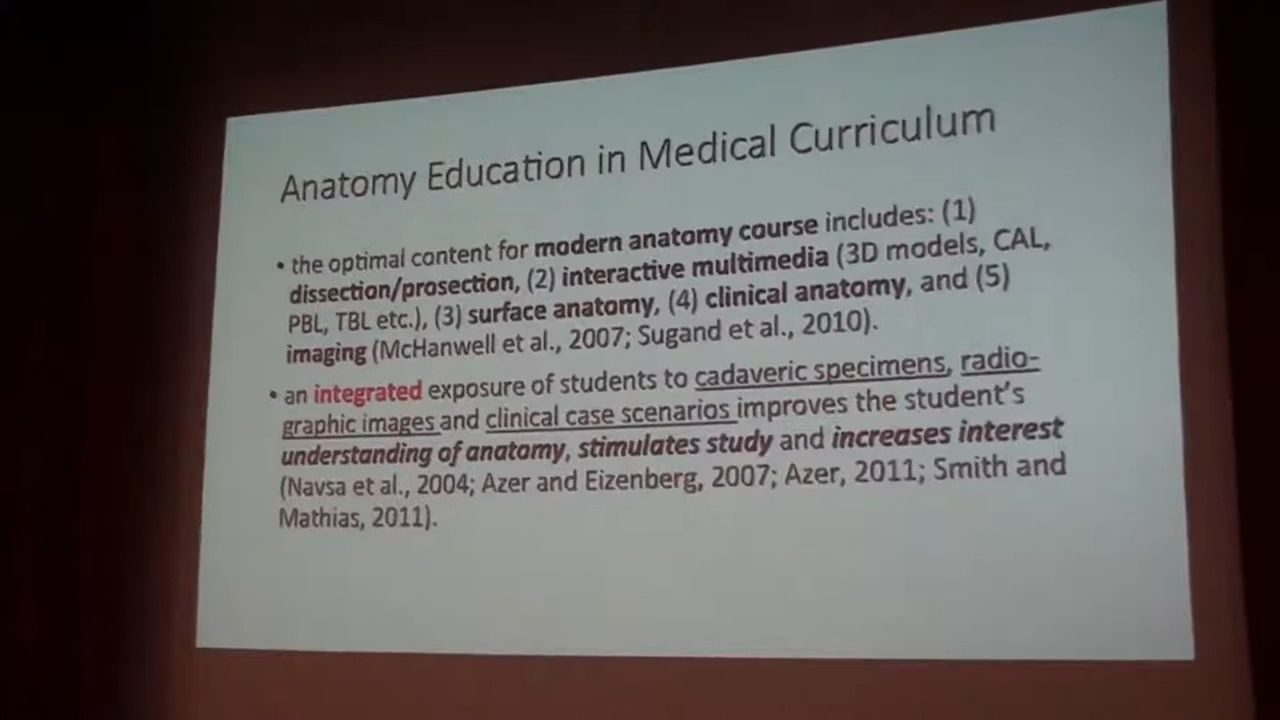 Anatomy Education in Medical Curriculum
• the optimal content for modern anatomy course includes: (1)
dissection/prosection, (2) interactive multimedia (3D models, CAL,
PBL, TBL etc.), (3) surface anatomy, (4) clinical anatomy, and (5)
imaging (McHanwell et al., 2007; Sugand et al., 2010).
• an integrated exposure of students to cadaveric specimens, radio-
graphic images and clinical case scenarios improves the student's
understanding of anatomy, stimulates study and increases interest
(Navsa et al., 2004; Azer and Eizenberg, 2007; Azer, 2011; Smith and
Mathias, 2011).